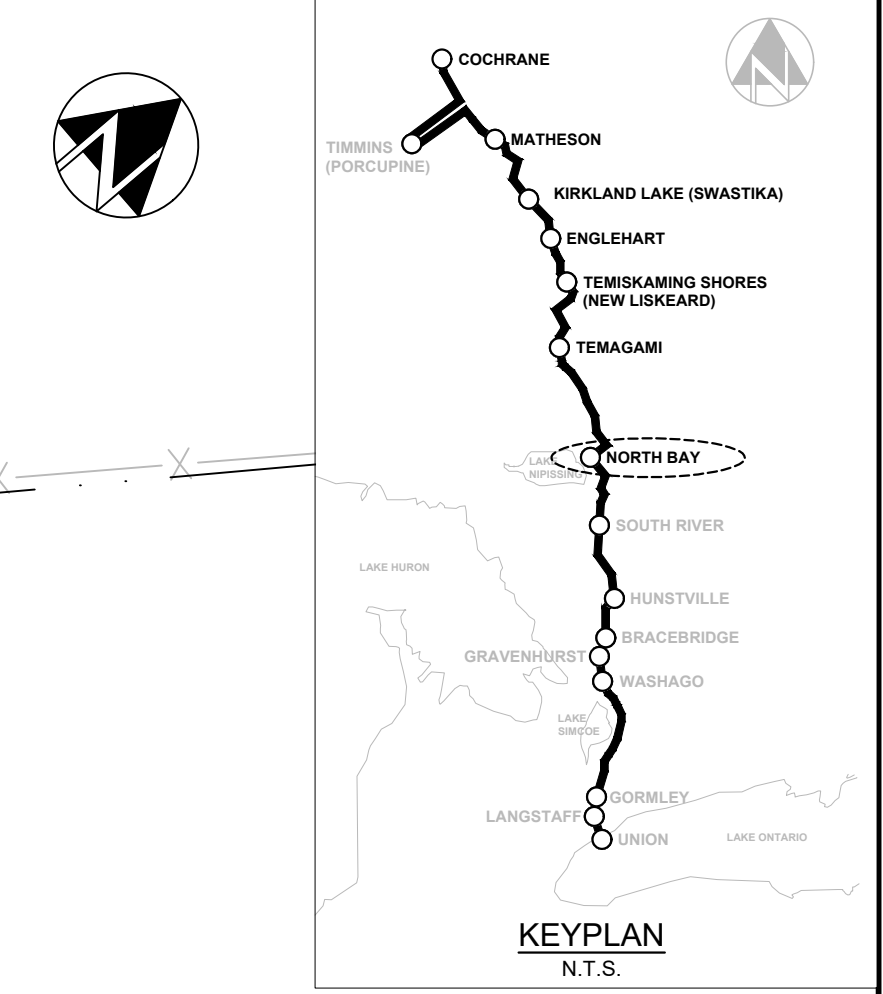 COCHRANE
TIMMINS
(PORCUPINE)
MATHESON
KIRKLAND LAKE (SWASTIKA)
ENGLEHART
TEMISKAMING SHORES
(NEW LISKEARD)
TEMAGAMI
LAKE
NIPISSING
NORTH BAY
SOUTH RIVER
LAKE HURON
HUNSTVILLE
BRACEBRIDGE
GRAVENHURST
WASHAGO
LAKE
SIMCOE
GORMLEY
LANGSTAFF
UNION
LAKE ONTARIO
KEYPLAN
N.T.S.
N
N
X
X